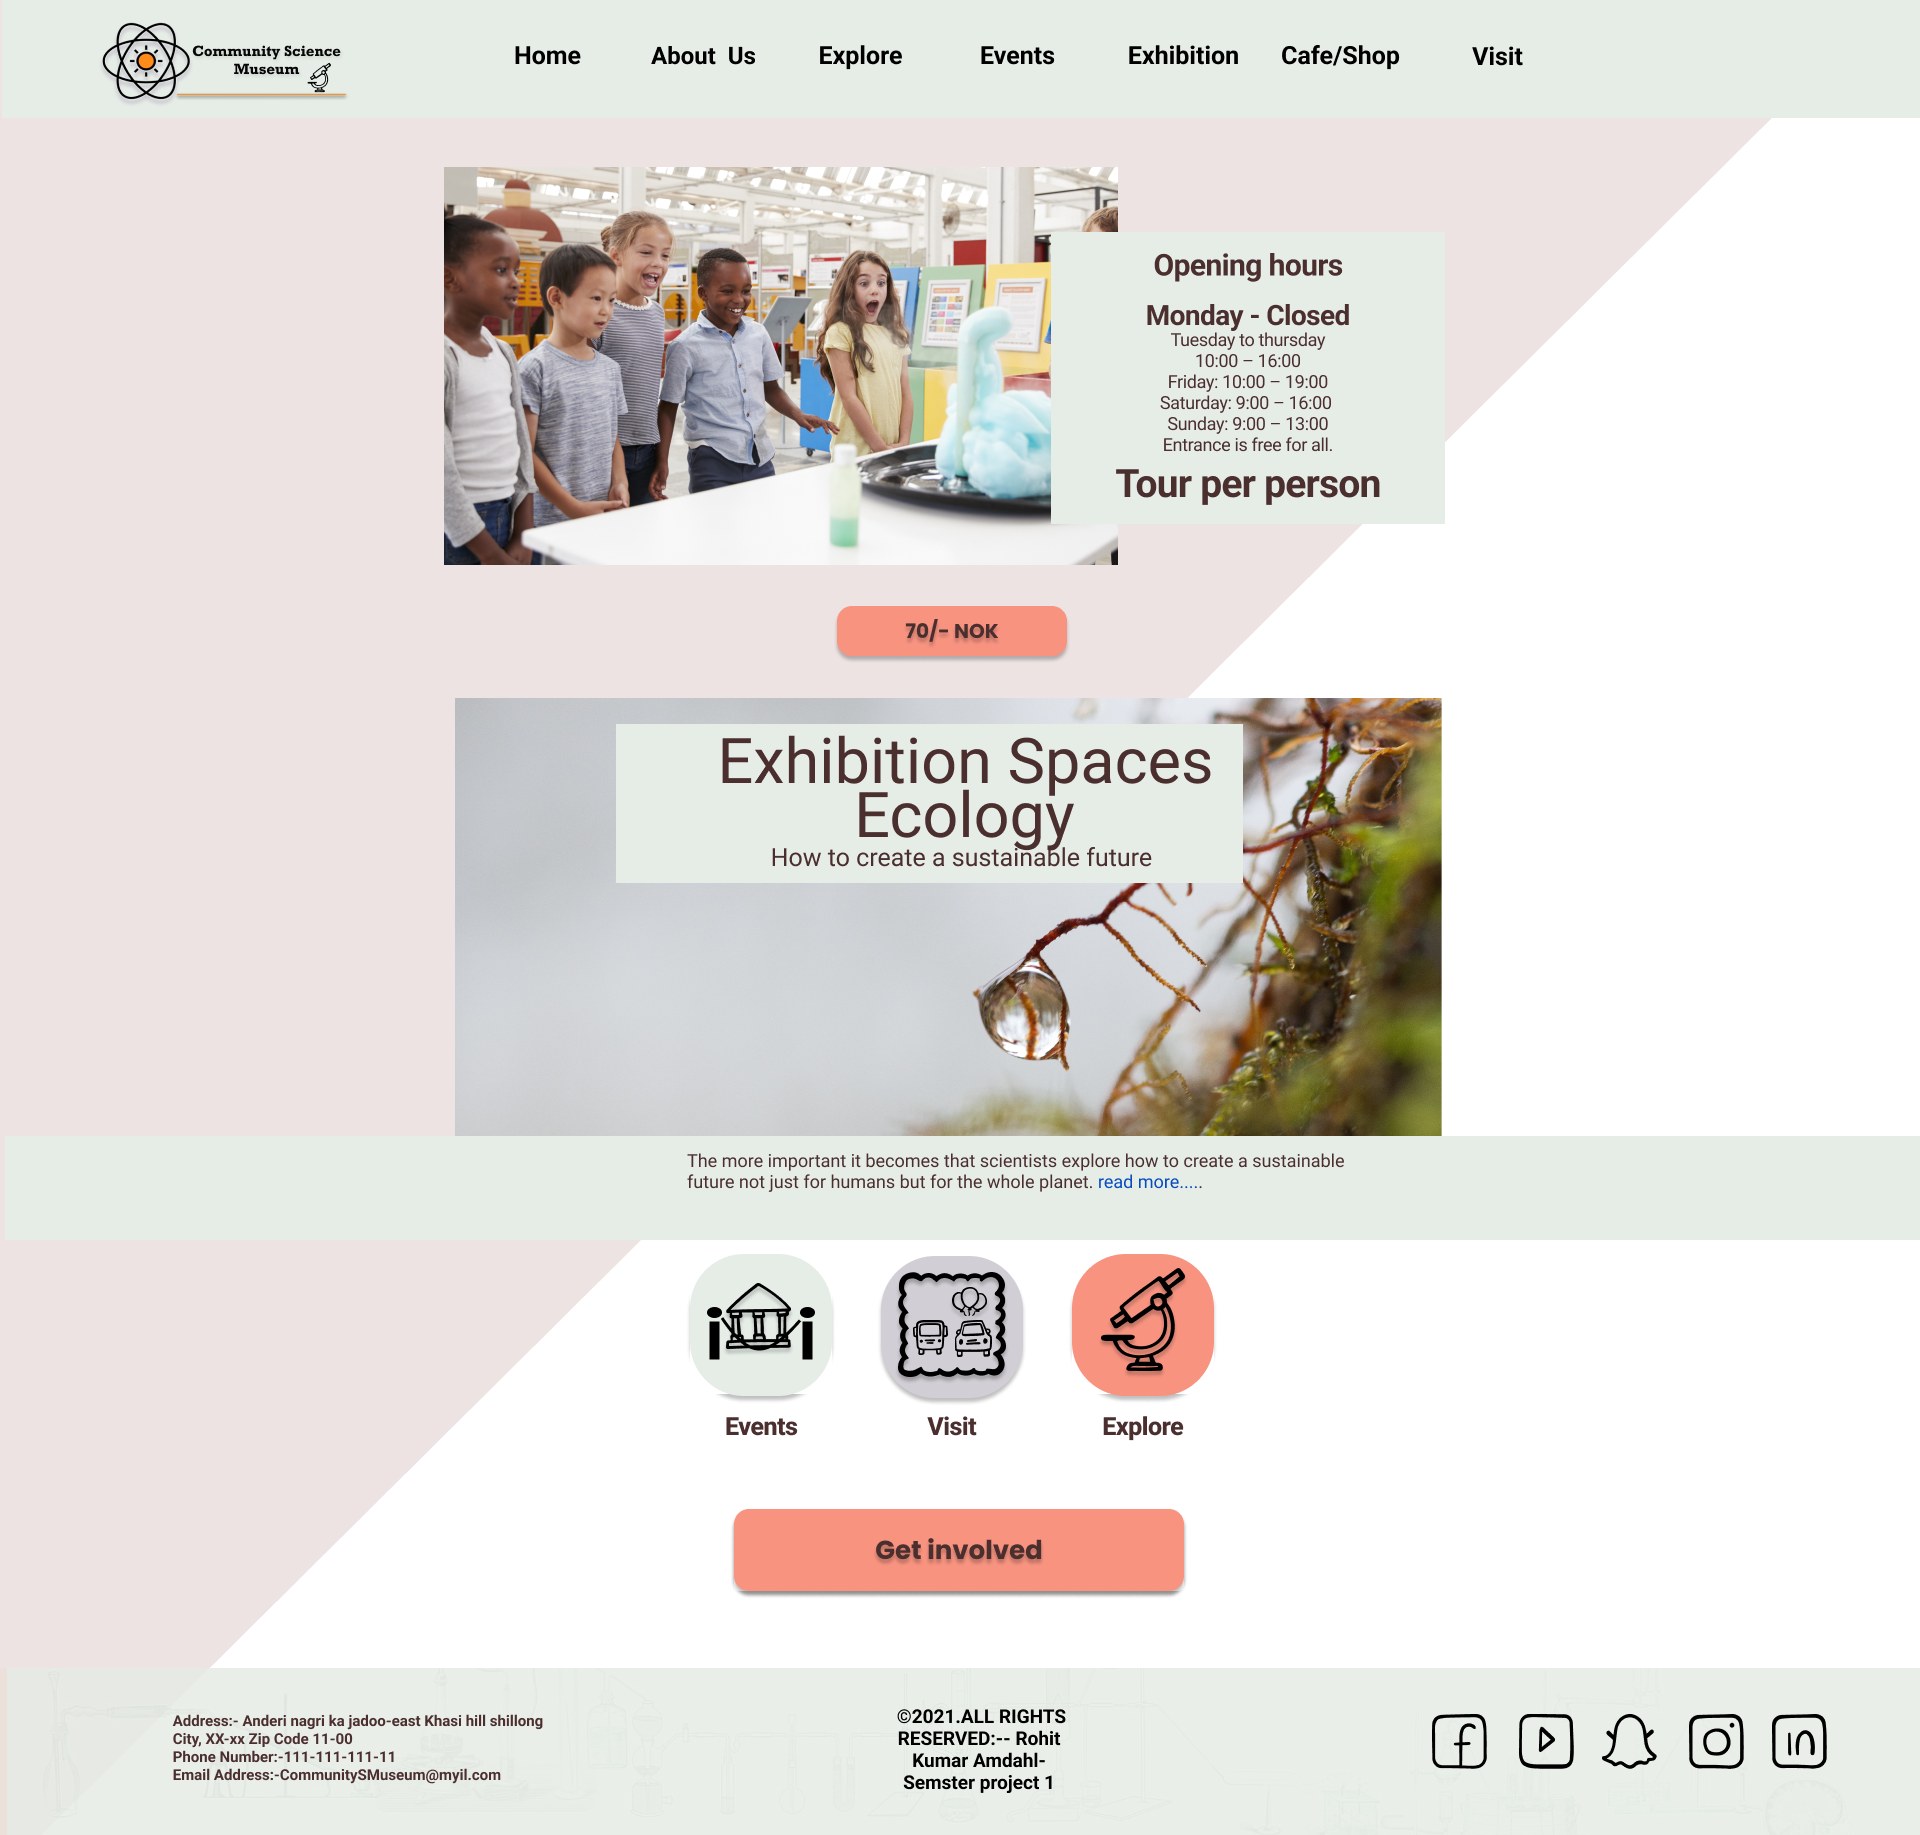 Community Science
Museum
Home About Us Explore Events Exhibition Cafe/Shop Visit
Opening hours
Monday - Closed
Tuesday to thursday
10:00 – 16:00
Friday: 10:00 – 19:00
Saturday: 9:00 – 16:00
Sunday: 9:00 – 13:00
Entrance is free for all.
Tour per person
70/- NOK
Exhibition Spaces
Ecology
How to create a sustainable future
The more important it becomes that scientists explore how to create a sustainable
future not just for humans but for the whole planet. read more.....
Events Visit Explore
Get involved
Address:- Anderi nagri ka jadoo-east Khasi hill shillong
City, XX-xx Zip Code 11-00
Phone Number:-111-111-111-11
Email Address:-CommunitySMuseum@myil.com
©2021.ALL RIGHTS
RESERVED:-- Rohit
Kumar Amdahl-
Semster project 1